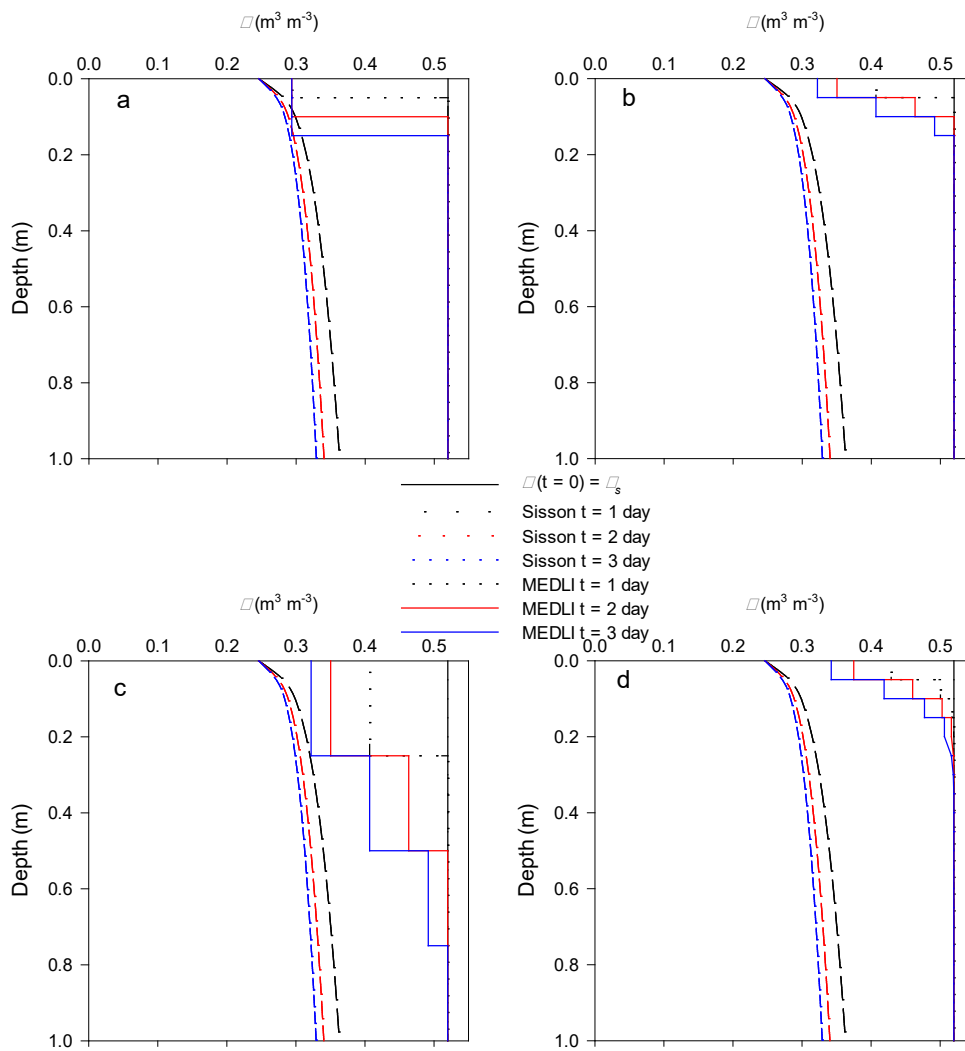 ▯(m³ m⁻³) ▯(m³ m⁻³)
0.0 0.1 0.2 0.3 0.4 0.5 0.0 0.1 0.2 0.3 0.4 0.5
a b
0.0 0.0
0.2 0.2
0.4 0.4
Depth (m) Depth (m)
0.6 0.6
0.8 0.8
1.0 1.0
▯(t = 0) = ▯s
Sisson t = 1 day
Sisson t = 2 day
Sisson t = 3 day
MEDLI t = 1 day
MEDLI t = 2 day
MEDLI t = 3 day
▯(m³ m⁻³) ▯(m³ m⁻³)
0.0 0.1 0.2 0.3 0.4 0.5 0.0 0.1 0.2 0.3 0.4 0.5
c d
0.0 0.0
0.2 0.2
0.4 0.4
Depth (m) Depth (m)
0.6 0.6
0.8 0.8
1.0 1.0